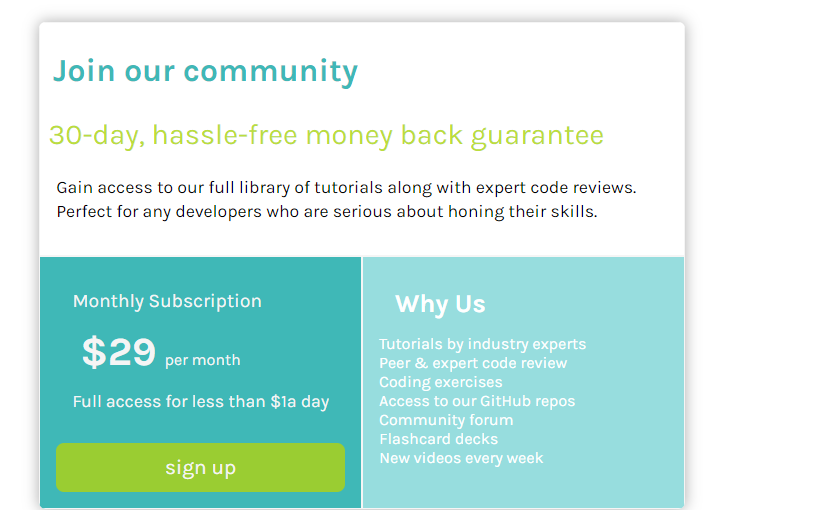 Join our community
30-day, hassle-free money back guarantee
Gain access to our full library of tutorials along with expert code reviews.
Perfect for any developers who are serious about honing their skills.
Monthly Subscription
$29 per month
Full access for less than $1a day
sign up
Why Us
Tutorials by industry experts
Peer & expert code review
Coding exercises
Access to our GitHub repos
Community forum
Flashcard decks
New videos every week